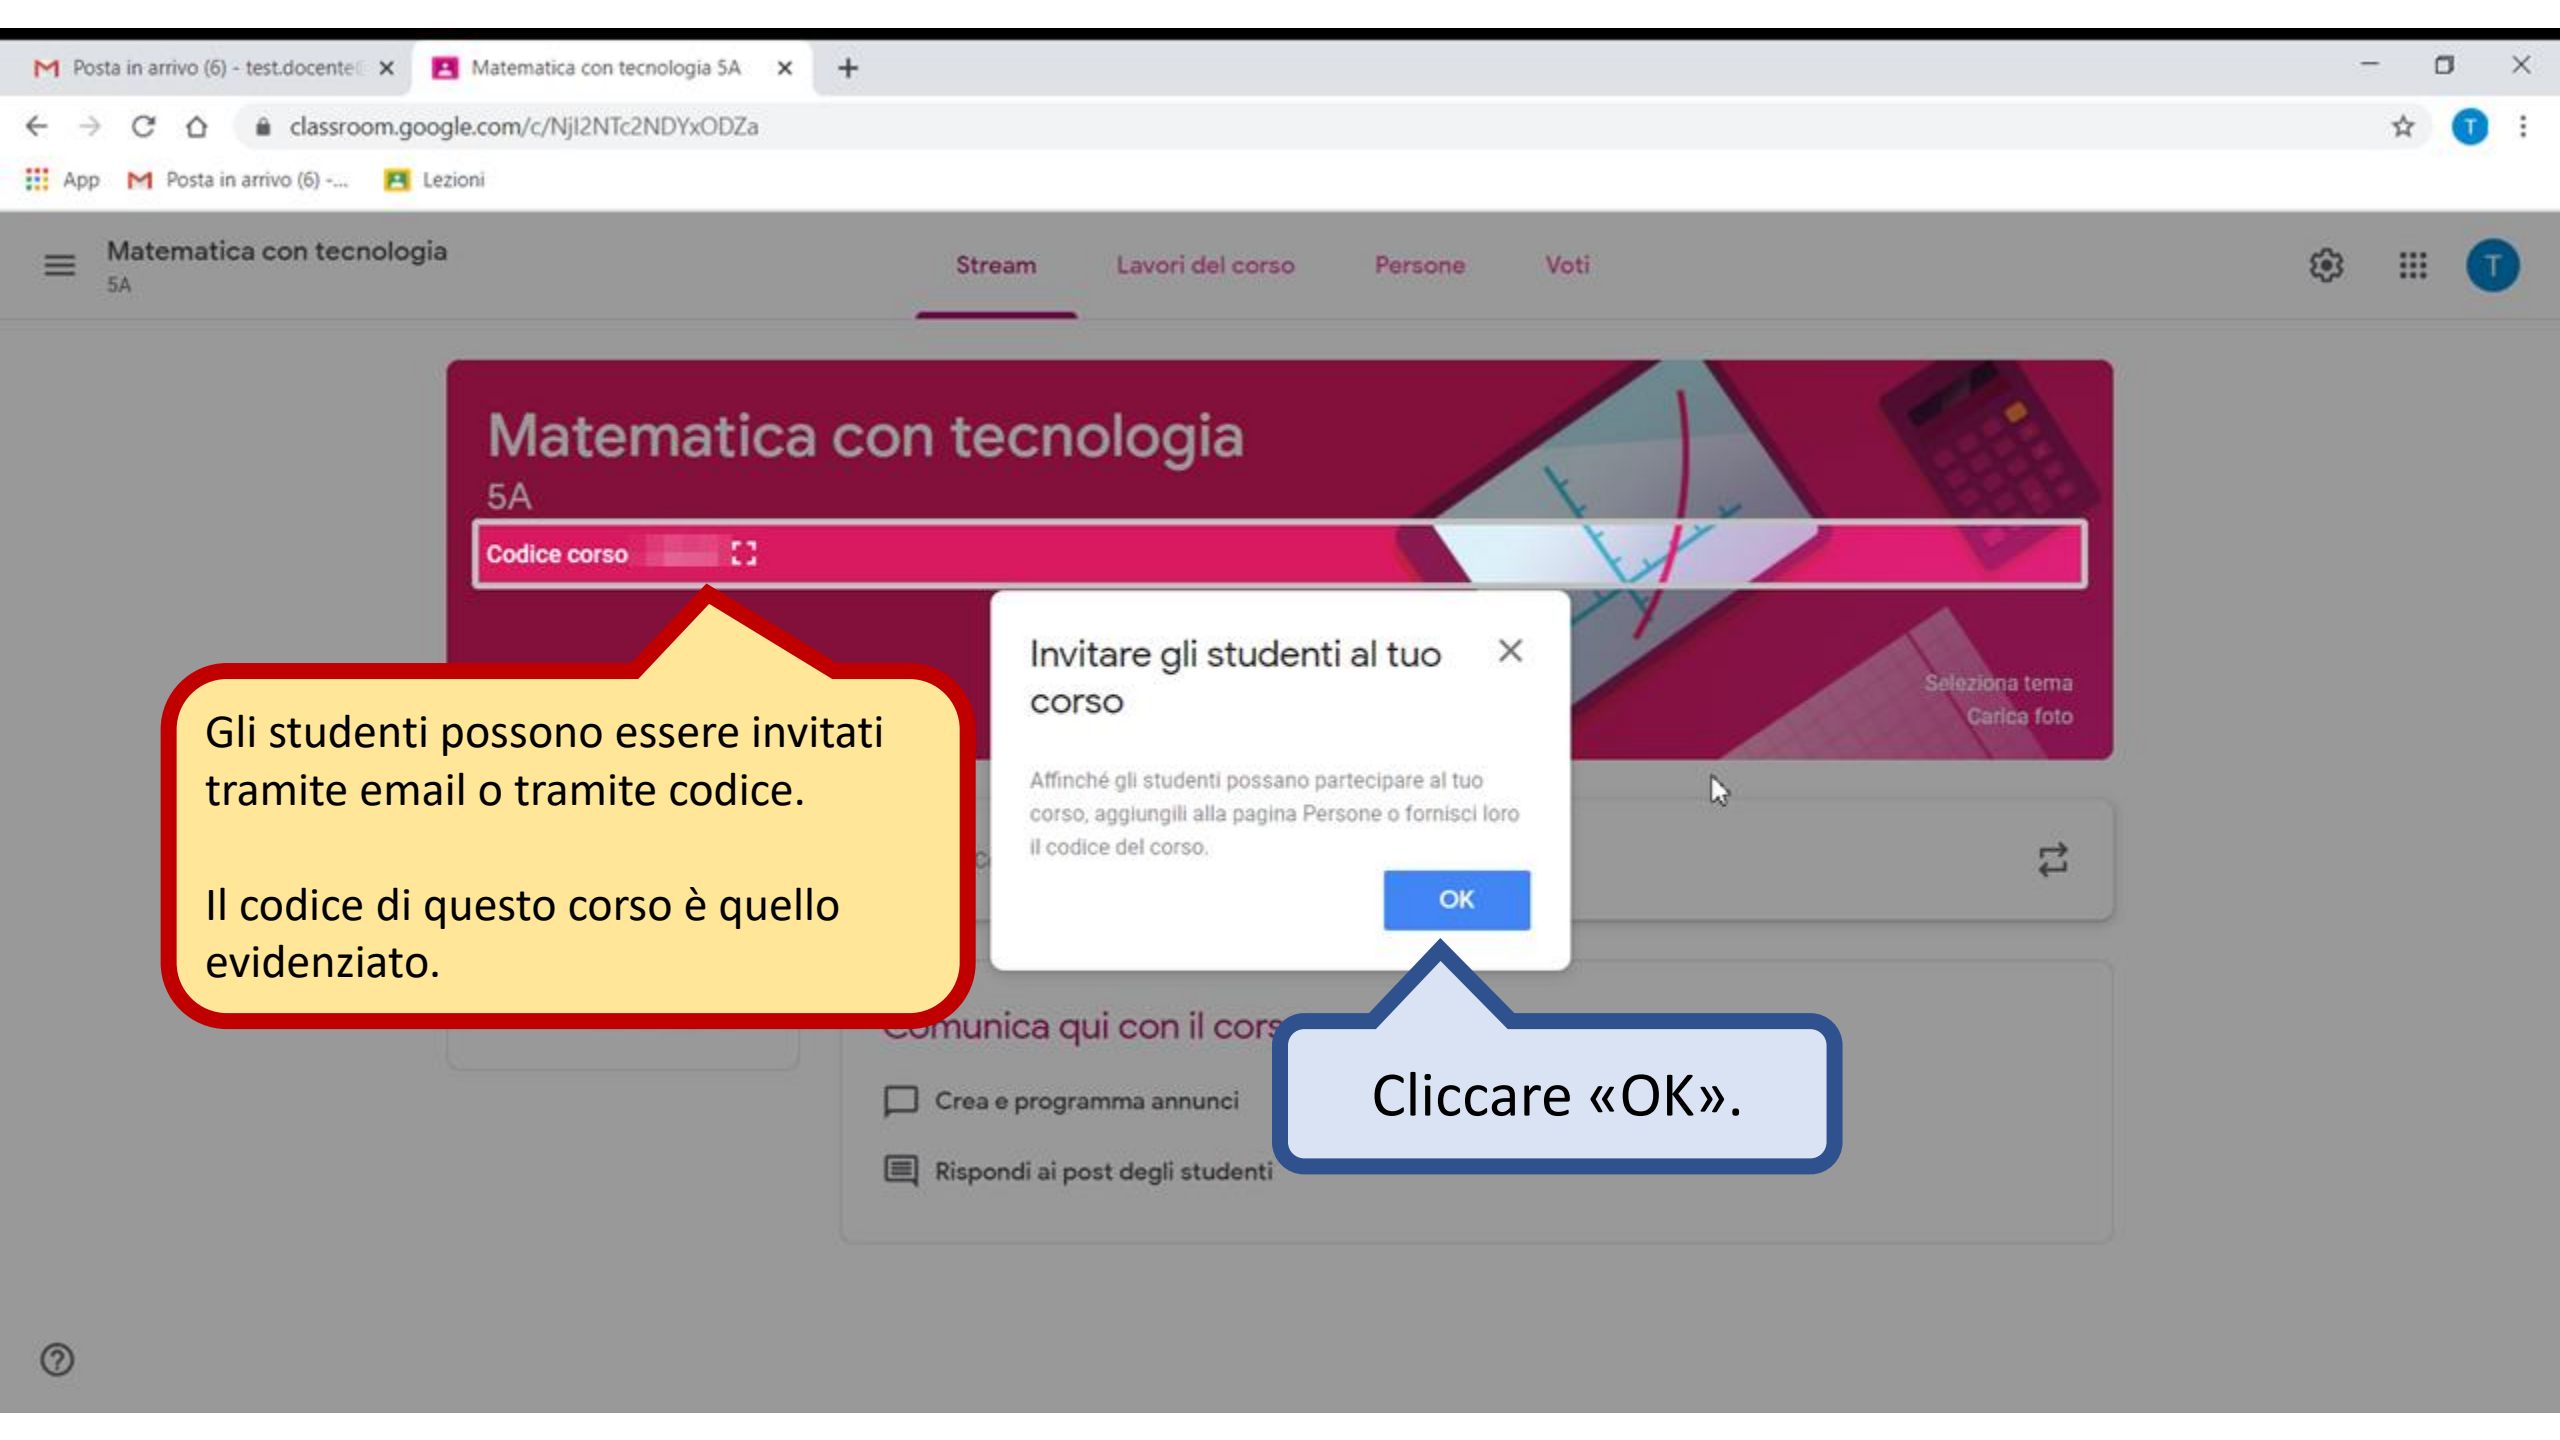 Posta in arrivo (6) - test.docente
Matematica con tecnologia 5A
classroom.google.com/c/NjI2NTc2NDYxODZa
T
App
Posta in arrivo (6) -...
Lezioni
Matematica con tecnologia
5A
Stream
Lavori del corso
Persone
Voti
T
Matematica con tecnologia
5A
Codice corso
Seleziona tema
Carica foto
Gli studenti possono essere invitati
tramite email o tramite codice.
Il codice di questo corso è quello
evidenziato.
Invitare gli studenti al tuo
corso
Affinché gli studenti possano partecipare al tuo
corso, aggiungili alla pagina Persone o fornisci loro
il codice del corso.
OK
Comunica qui con il
Cliccare «OK».
Crea e programma annunci
Rispondi ai post degli studenti